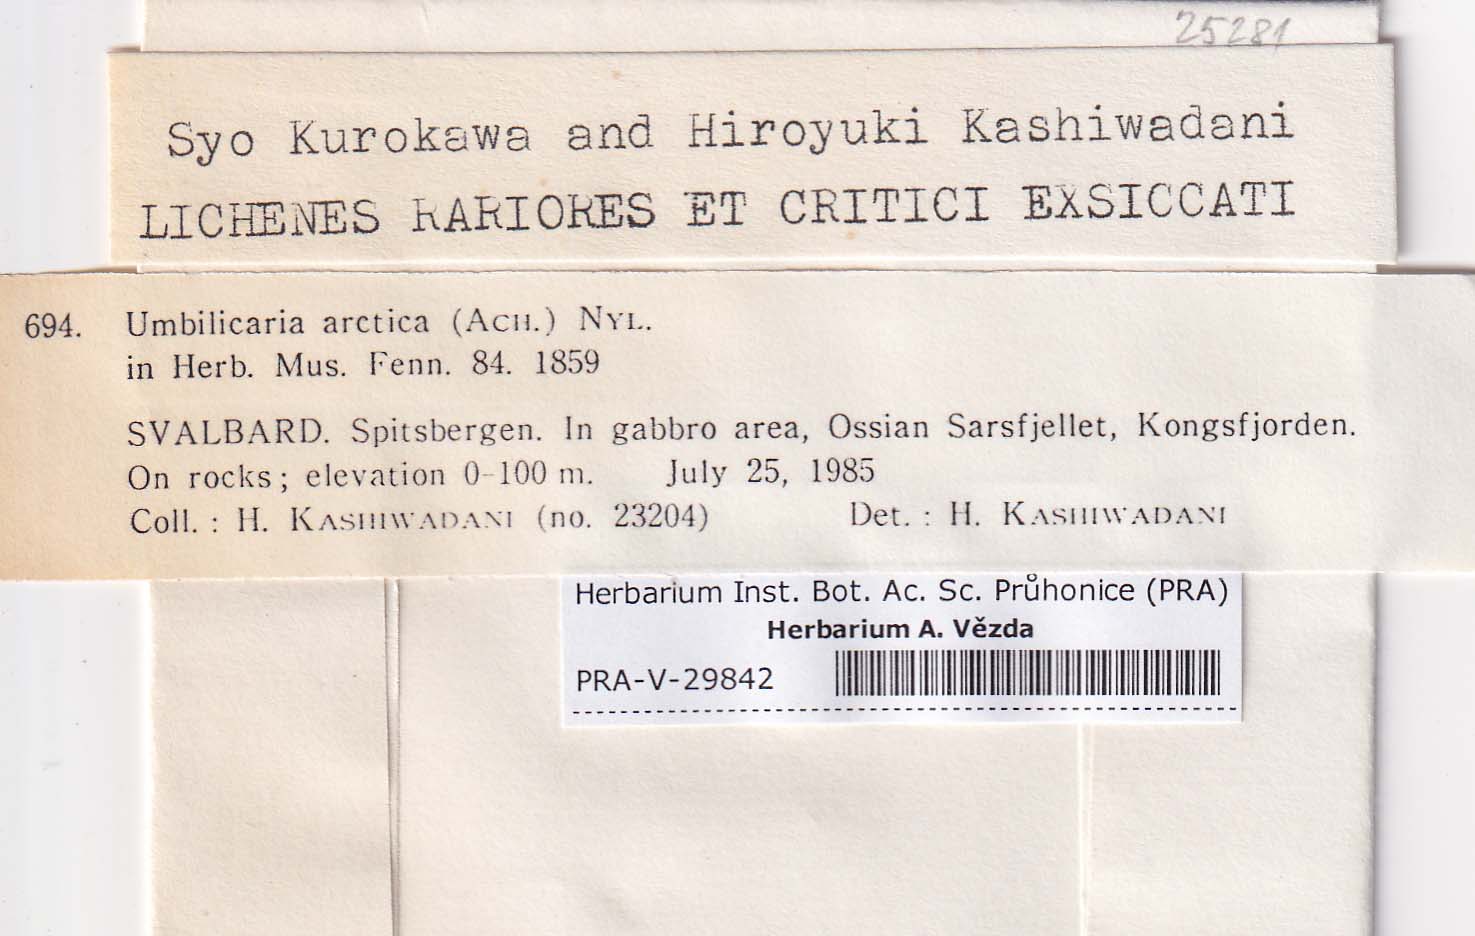 25281
Syo Kurokawa and Hiroyuki Kashiwadani
LICHENES RARIORES ET CRITICI EXSICCATI
694. Umbilicaria arctica (ACH.) NYL.
in Herb. Mus. Fenn. 84. 1859
SVALBARD. Spitsbergen. In gabbro area, Ossian Sarsfjellet, Kongsfjorden.
On rocks; elevation 0-100 m. July 25, 1985
Coll. : H. KASHIWADANI (no. 23204) Det. : H. KASHIWADANI
Herbarium Inst. Bot. Ac. Sc. Průhonice (PRA)
Herbarium A. Vězda
PRA-V-29842